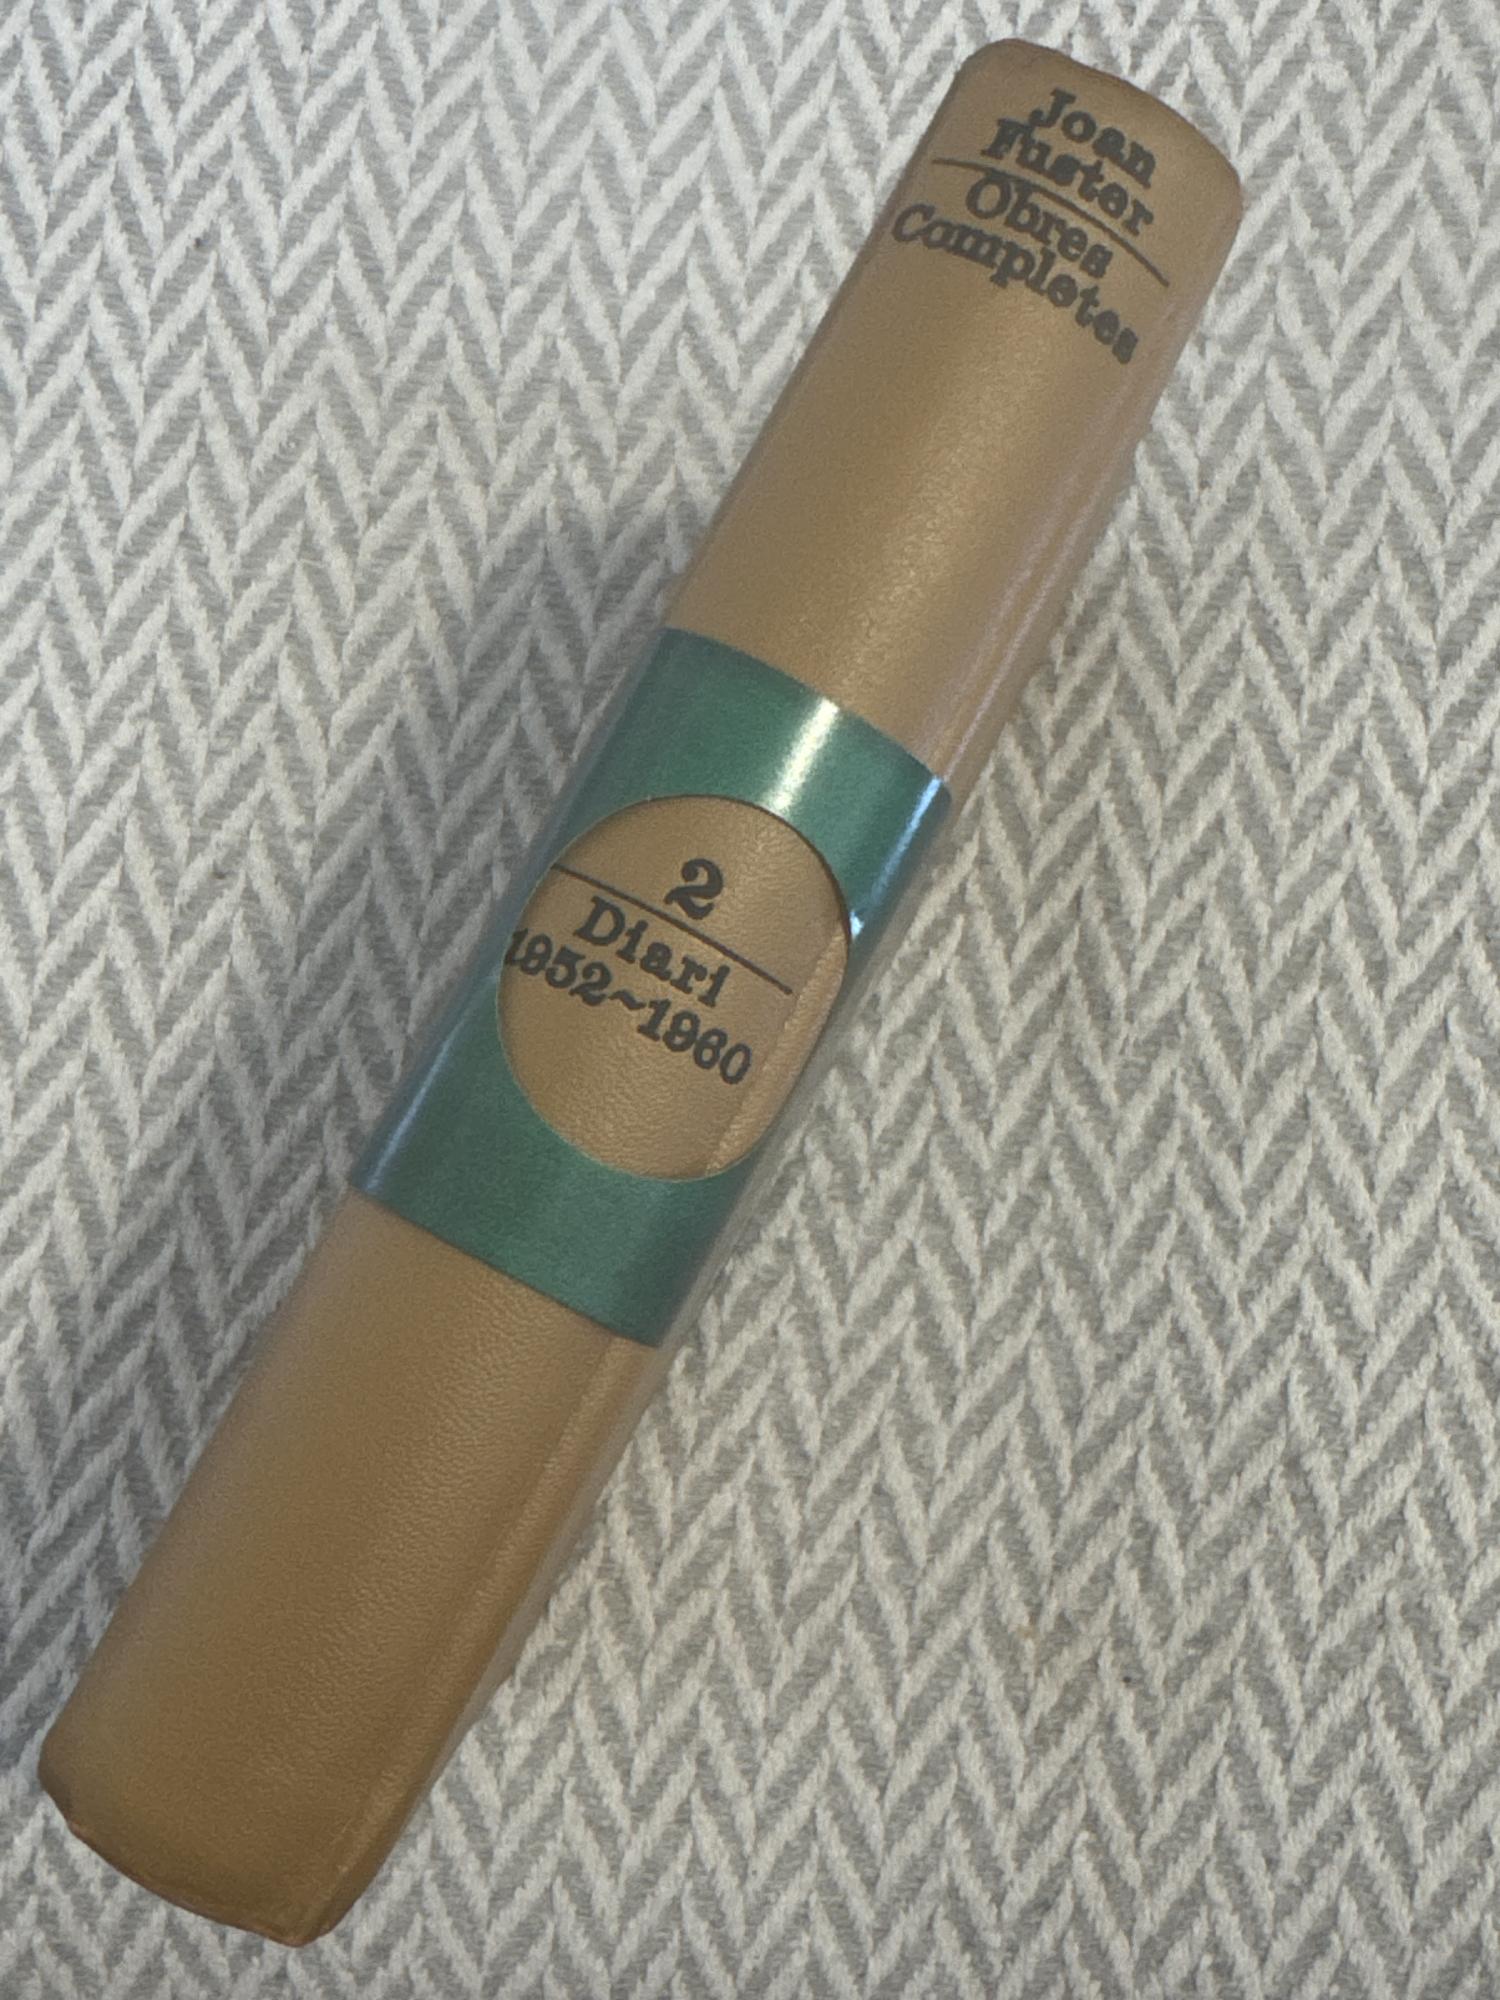 Joan
Fuster
Obres
Completes
2
Diari
1952~1960